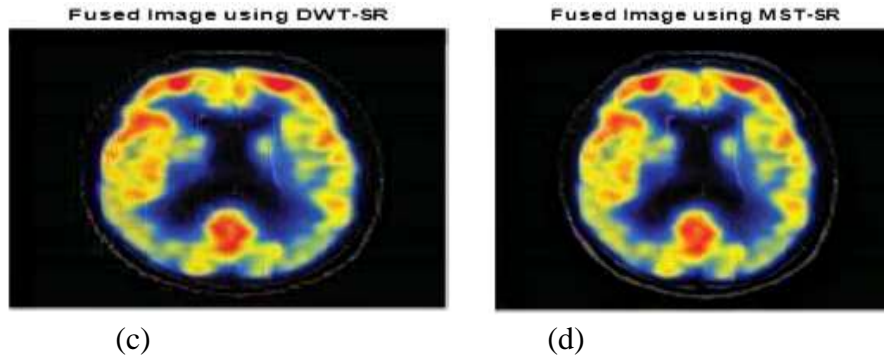 Fused Image using DWT-SR
Fused Image using MST-SR
(c)
(d)